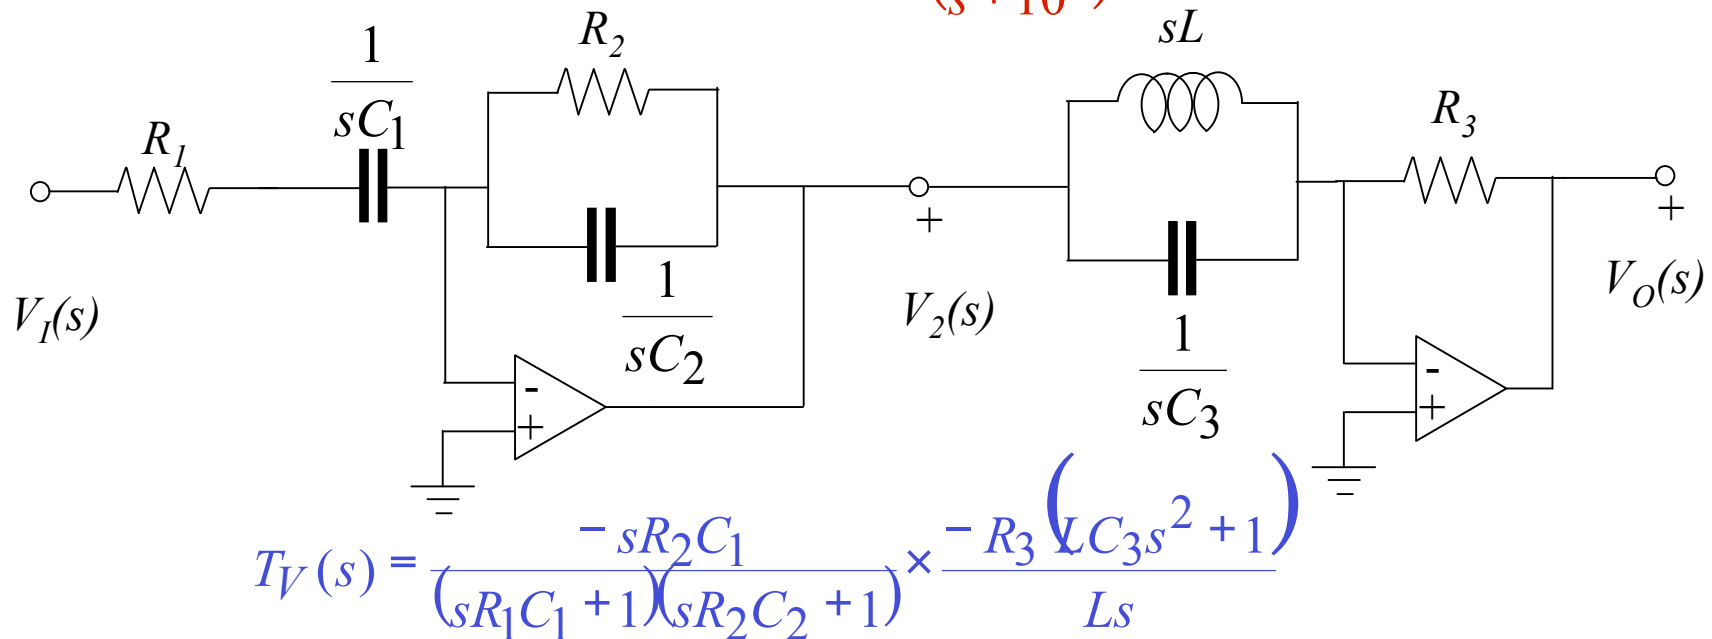 (s + 10 )
1
sC1
R2
sL
R1
R3
+
+
VI(s)
1
sC2
V2(s)
1
sC3
VO(s)
-
+
-
+
TV(s) = −sR2C1 / (sR1C1 + 1)(sR2C2 + 1) × −R3(LC3s² + 1) / Ls